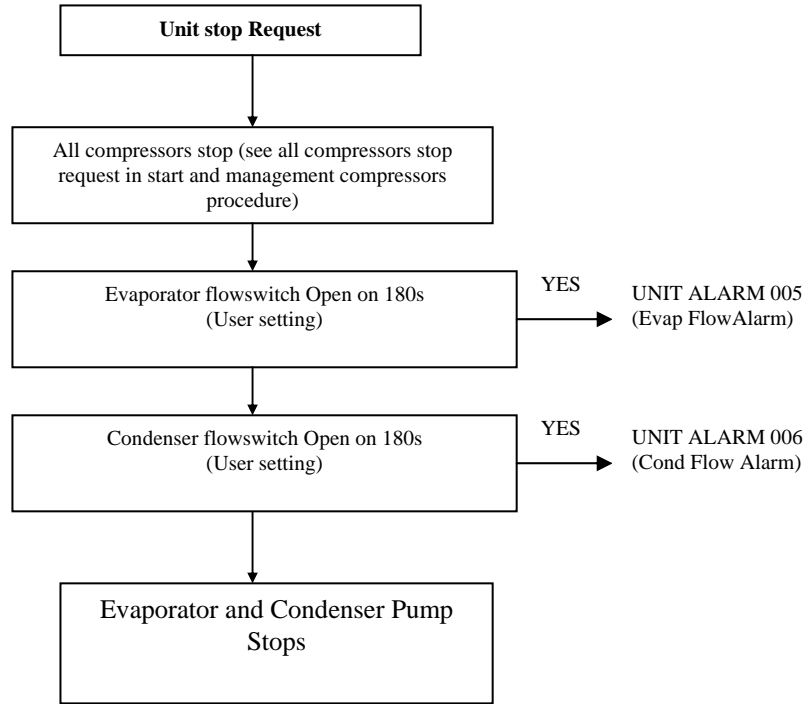 Unit stop Request
All compressors stop (see all compressors stop
request in start and management compressors
procedure)
Evaporator flowswitch Open on 180s
(User setting)
YES
UNIT ALARM 005
(Evap FlowAlarm)
Condenser flowswitch Open on 180s
(User setting)
YES
UNIT ALARM 006
(Cond Flow Alarm)
Evaporator and Condenser Pump
Stops